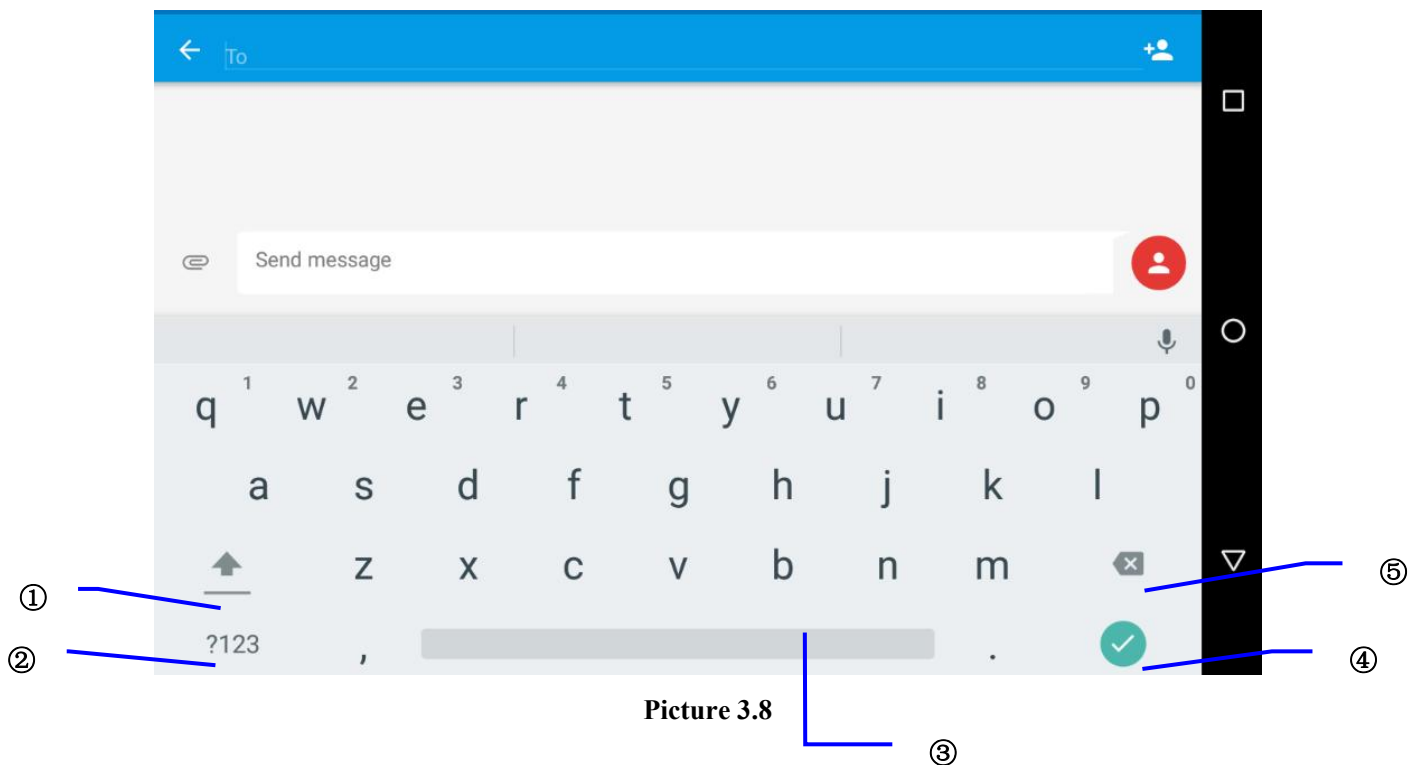 To
Send message
1 2 3 4 5 6 7 8 9 0
q w e r t y u i o p
a s d f g h j k l
z x c v b n m
①
⑤
?123 , .
②
④
Picture 3.8
③